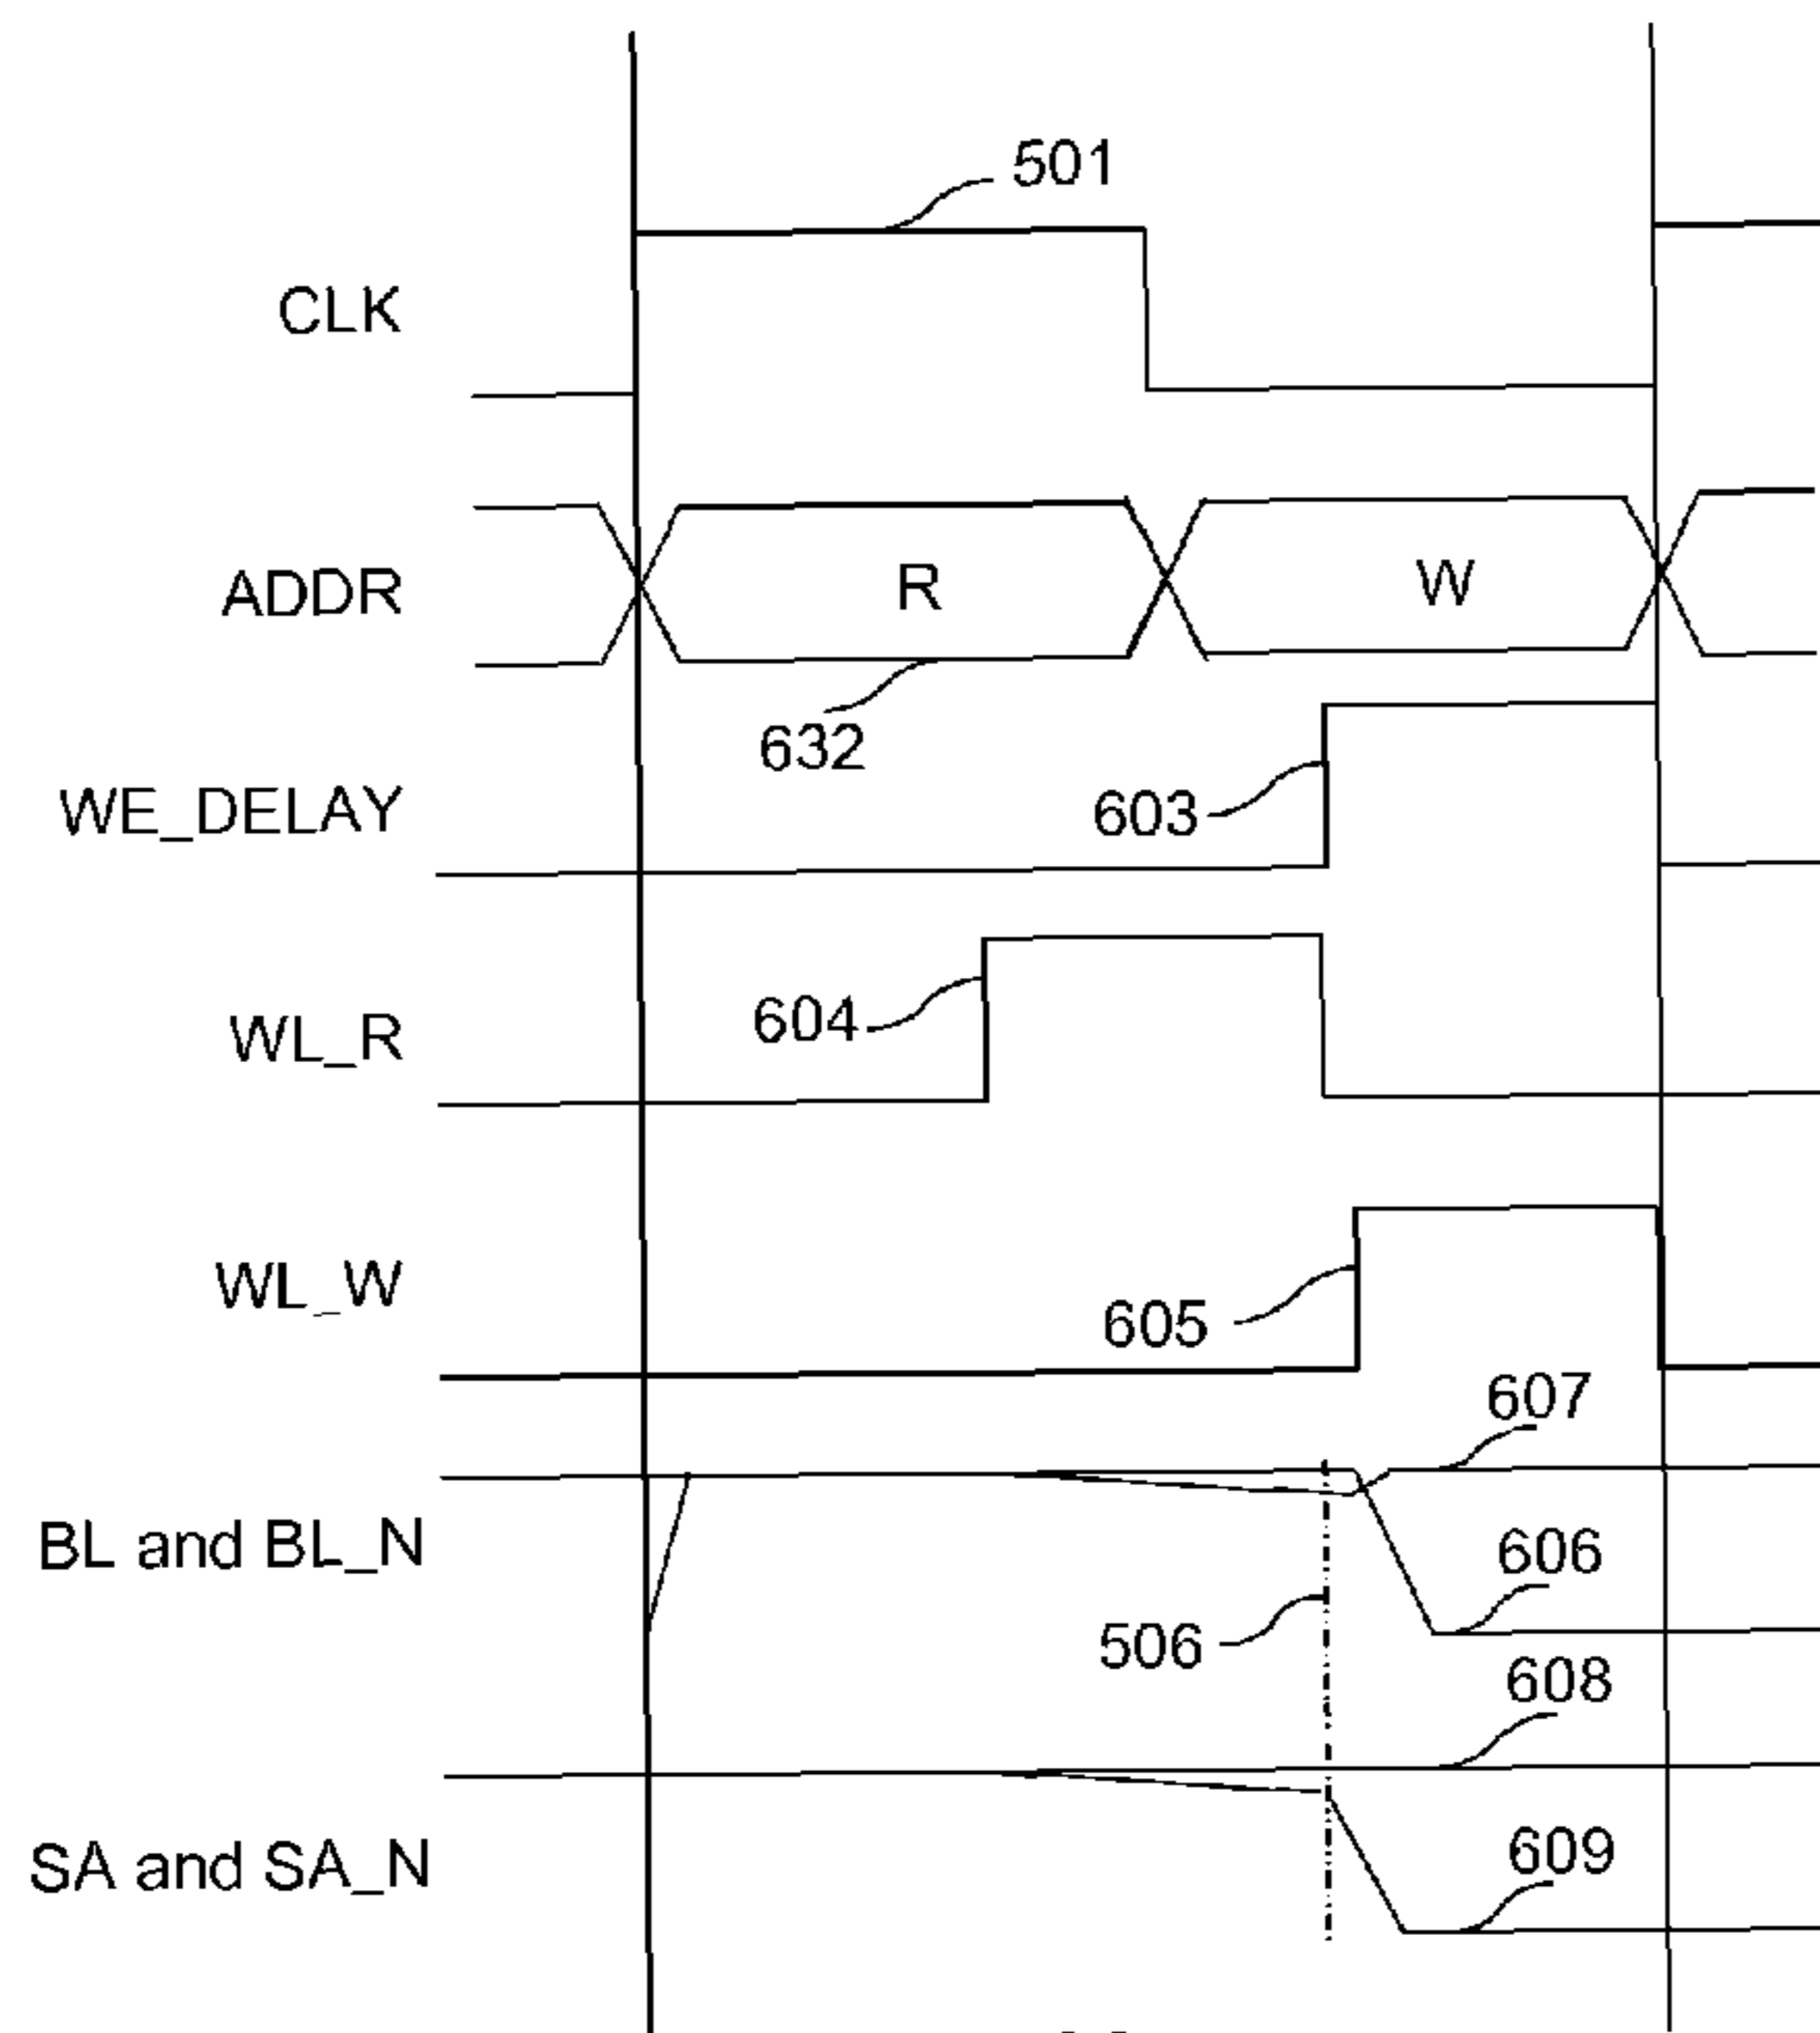 501
CLK
ADDR
R
W
632
WE_DELAY
603
WL_R
604
WL_W
605
607
BL and BL_N
606
506
608
SA and SA_N
609